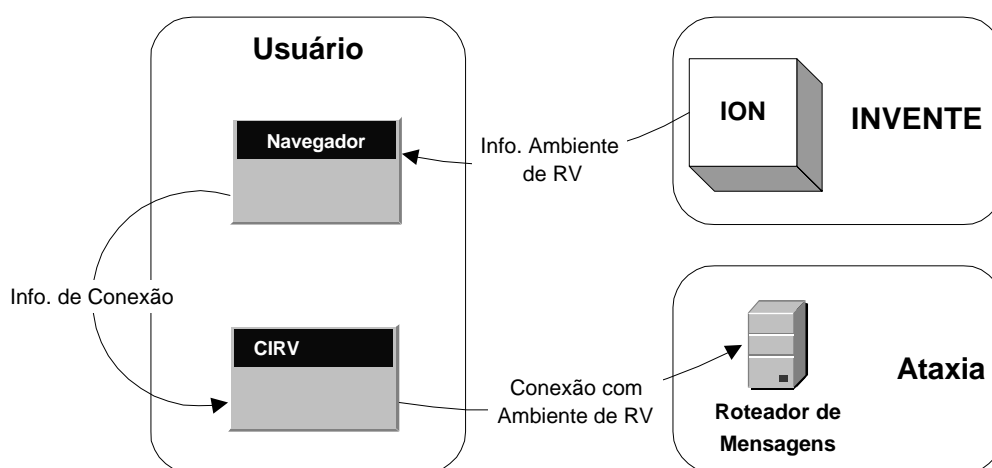 Usuário
Navegador
Info. de Conexão
CIRV
Info. Ambiente
de RV
ION
INVENTE
Conexão com
Ambiente de RV
Roteador de
Mensagens
Ataxia